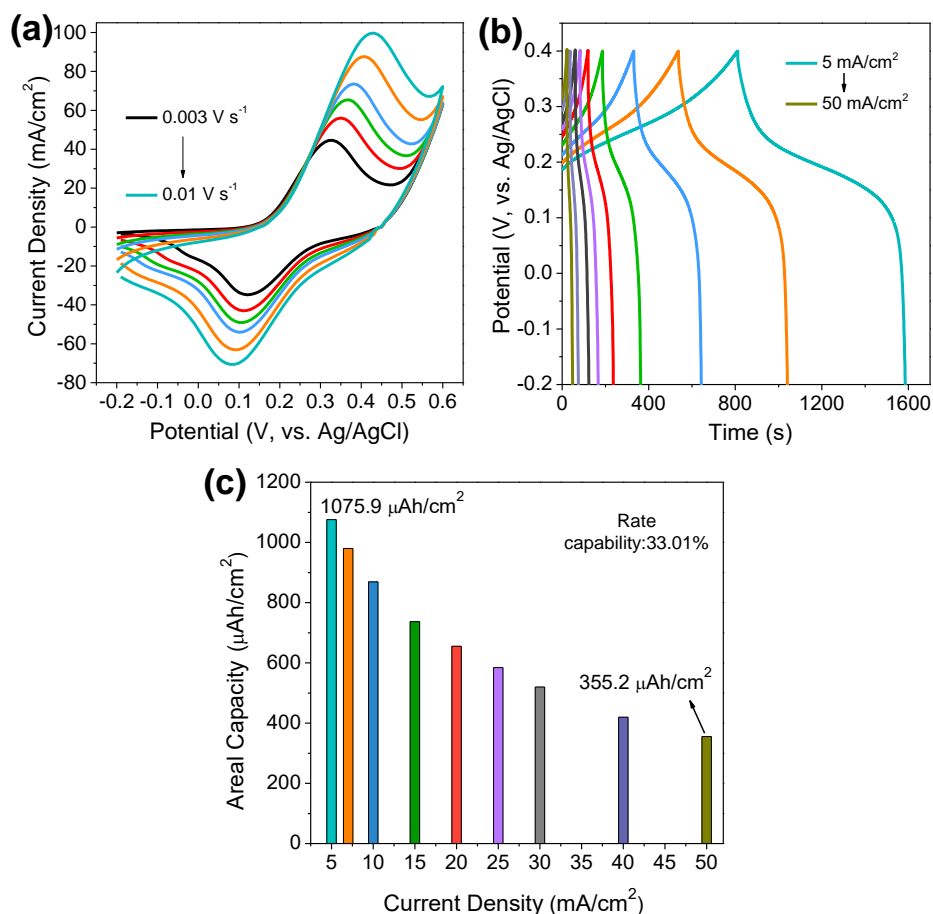 (a)
100
80
60
40
20
0
-20
-40
-60
-80
Current Density (mA/cm²)
0.003 V s⁻¹
0.01 V s⁻¹
-0.2 -0.1 0.0 0.1 0.2 0.3 0.4 0.5 0.6
Potential (V, vs. Ag/AgCl)
(b)
0.4
0.3
0.2
0.1
0.0
-0.1
-0.2
Potential (V, vs. Ag/AgCl)
5 mA/cm²
50 mA/cm²
0 400 800 1200 1600
Time (s)
(c)
1200
1000
800
600
400
200
0
Areal Capacity (μAh/cm²)
1075.9 μAh/cm²
Rate
capability:33.01%
355.2 μAh/cm²
5 10 15 20 25 30 35 40 45 50
Current Density (mA/cm²)